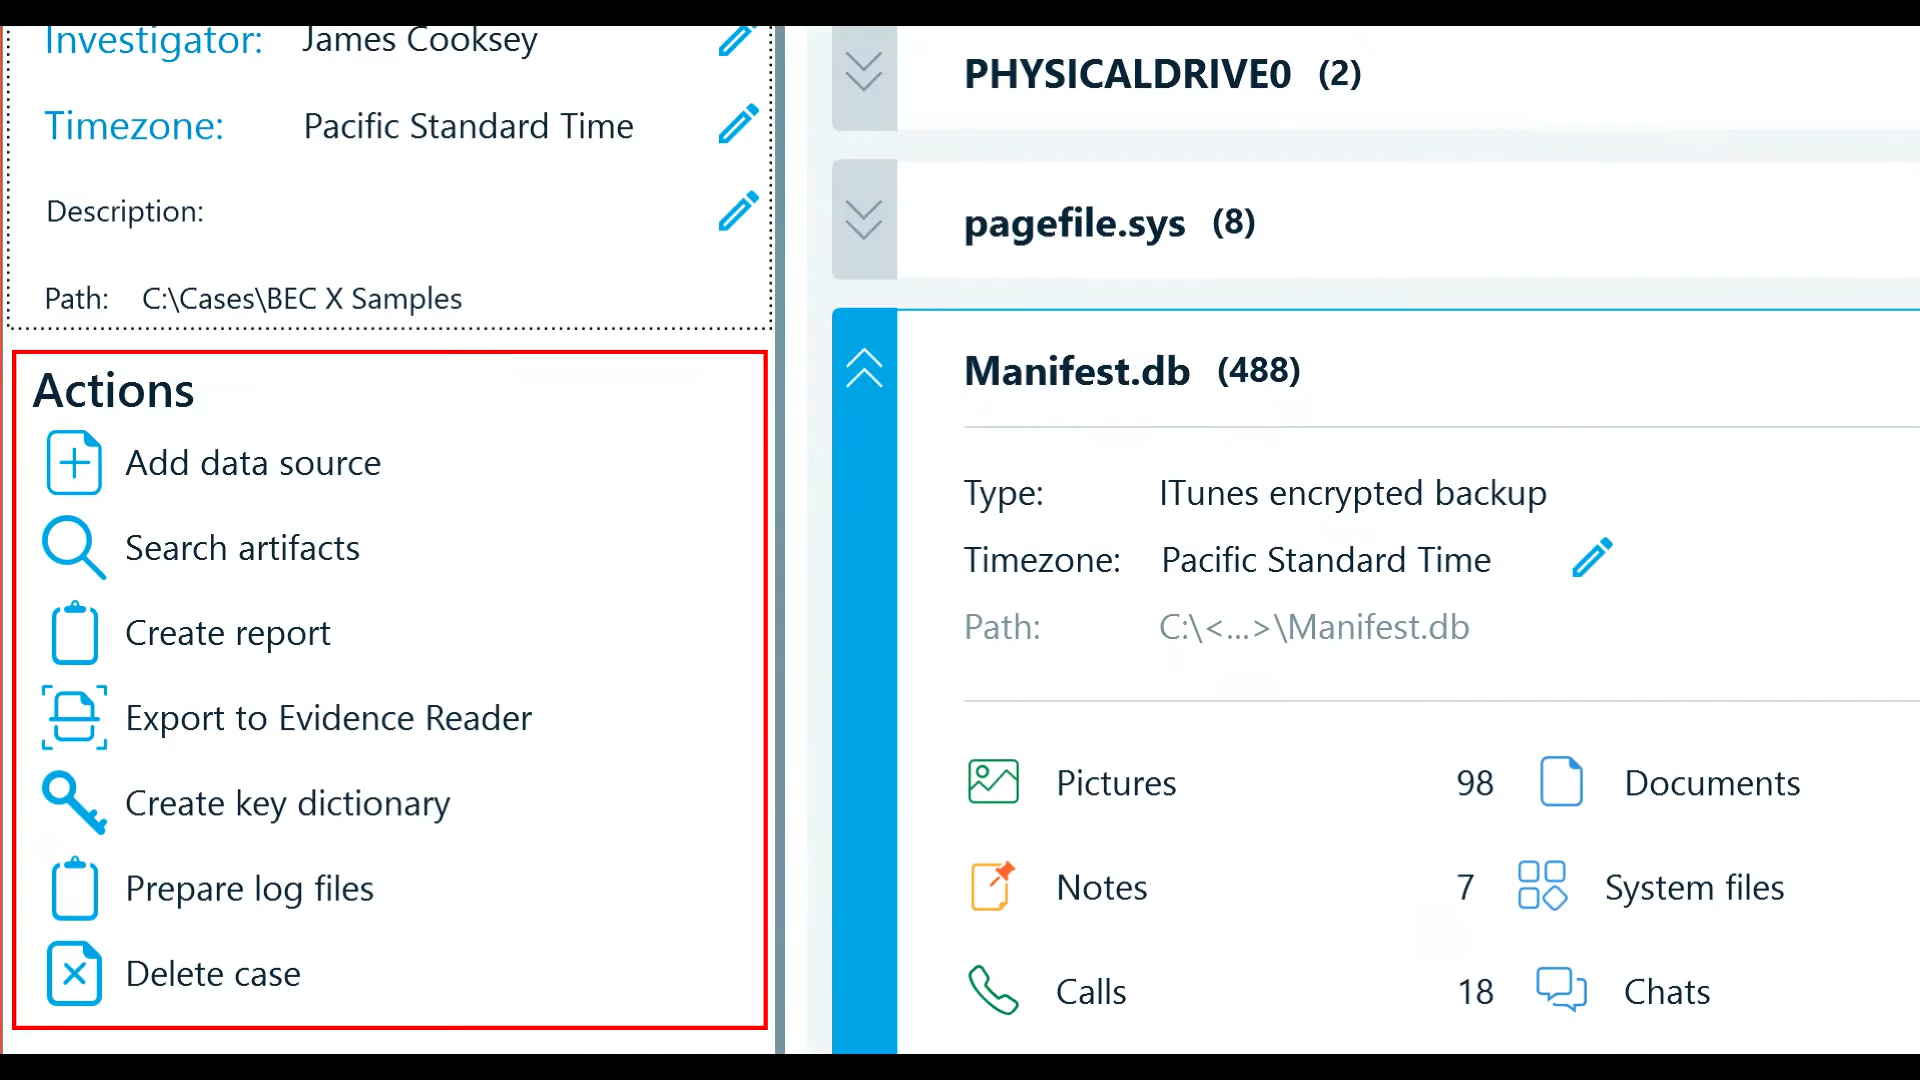 Investigator: James Cooksey
Timezone: Pacific Standard Time
Description:
Path: C:\Cases\BEC X Samples
Actions
Add data source
Search artifacts
Create report
Export to Evidence Reader
Create key dictionary
Prepare log files
Delete case
PHYSICALDRIVE0 (2)
pagefile.sys (8)
Manifest.db (488)
Type: ITunes encrypted backup
Timezone: Pacific Standard Time
Path: C:\<...>\Manifest.db
Pictures 98 Documents
Notes 7 System files
Calls 18 Chats